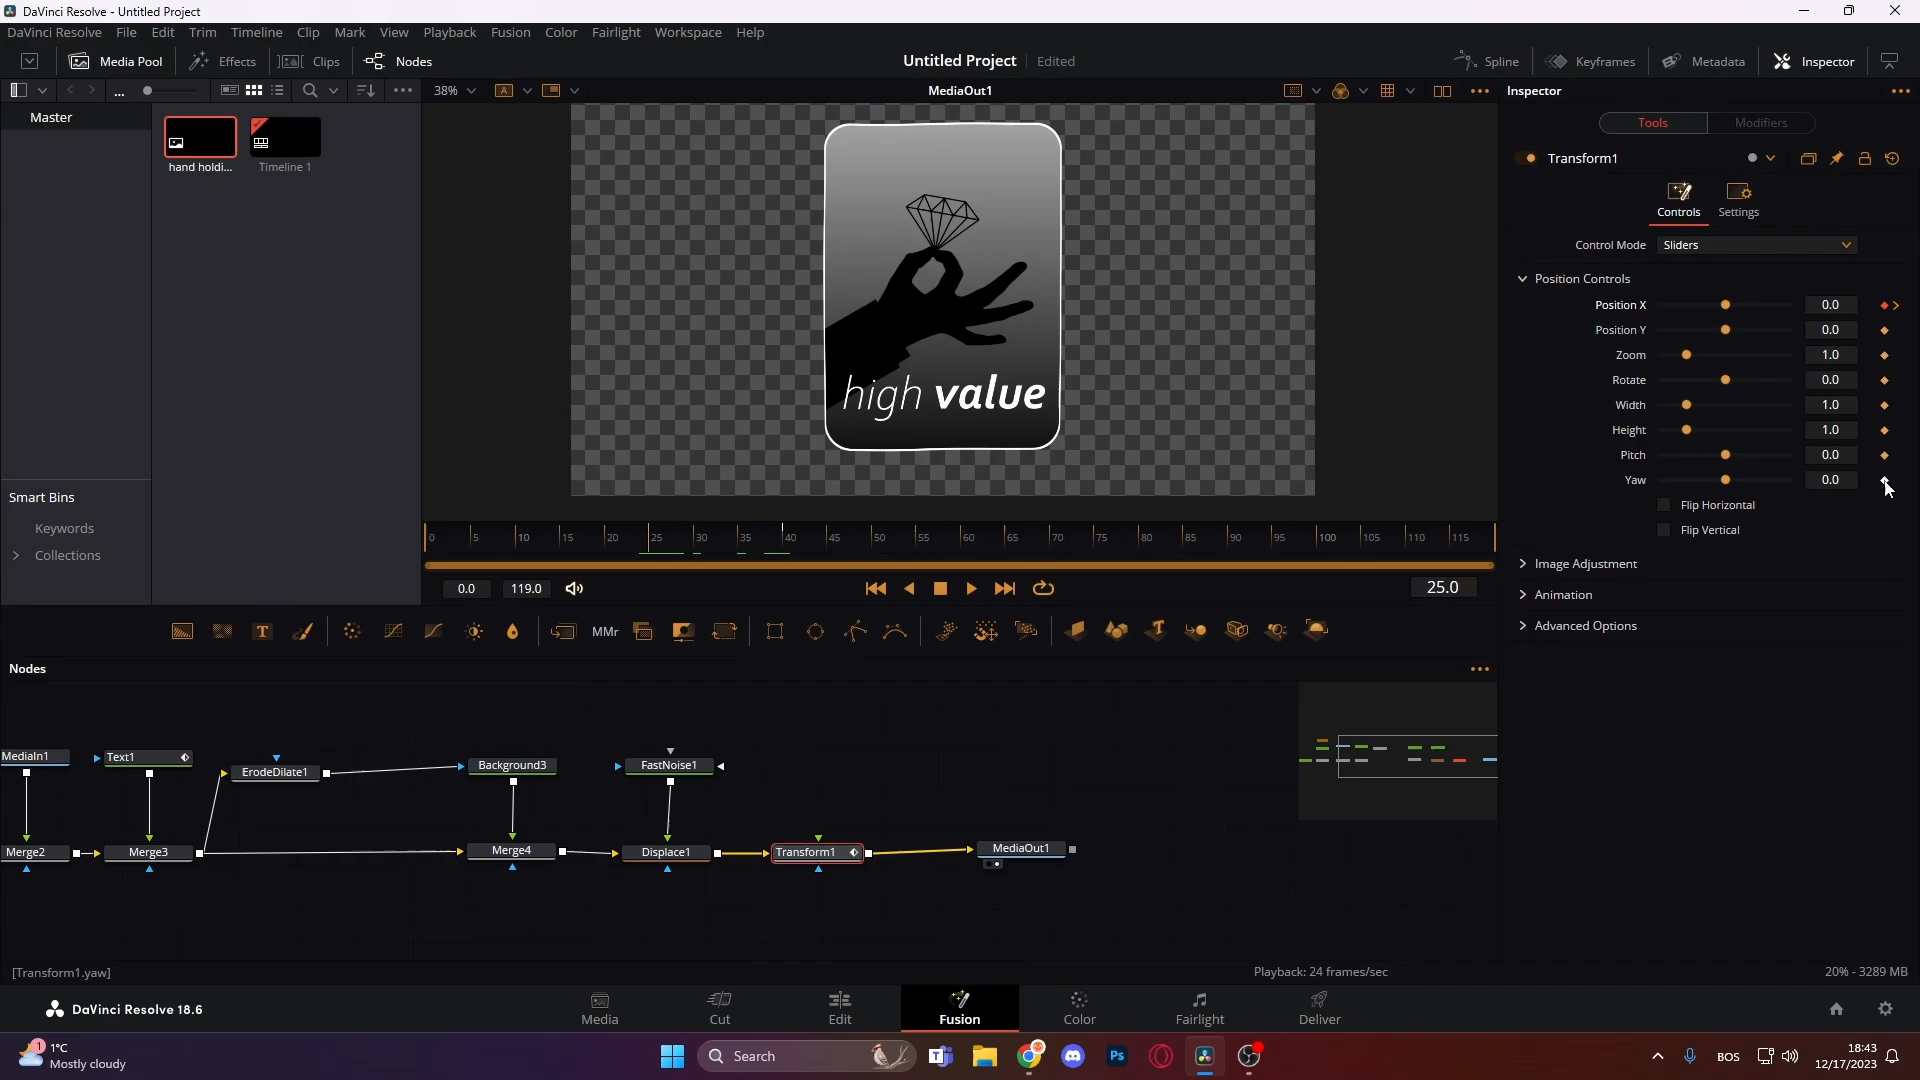 DaVinci Resolve - Untitled Project
DaVinci Resolve File Edit Trim Timeline Clip Mark View Playback Fusion Color Fairlight Workspace Help
Media Pool Effects Clips Nodes Untitled Project Edited Spline Keyframes Metadata Inspector
... 38% MediaOut1 Inspector
Master
hand holdi... Timeline 1
Smart Bins
Keywords
Collections
high value
Tools Modifiers
Transform1
Controls Settings
Control Mode Sliders
Position Controls
Position X 0.0
Position Y 0.0
Zoom 1.0
Rotate 0.0
Width 1.0
Height 1.0
Pitch 0.0
Yaw 0.0
Flip Horizontal
Flip Vertical
Image Adjustment
Animation
Advanced Options
0 5 10 15 20 25 30 35 40 45 50 55 60 65 70 75 80 85 90 95 100 105 110 115
0.0 119.0 25.0
T MMr T
Nodes
MediaIn1 Text1 ErodeDilate1 Background3 FastNoise1
Merge2 Merge3 Merge4 Displace1 Transform1 MediaOut1
[Transform1.yaw] Playback: 24 frames/sec 20% - 3289 MB
DaVinci Resolve 18.6 Media Cut Edit Fusion Color Fairlight Deliver
1 1°C
Mostly cloudy
Search Ps BOS
18:43
12/17/2023